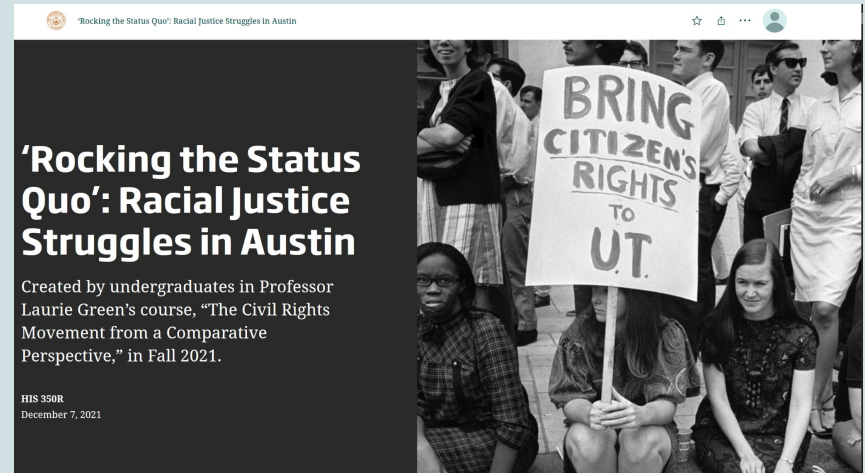 ‘Rocking the Status Quo’: Racial Justice Struggles in Austin
‘Rocking the Status
Quo’: Racial Justice
Struggles in Austin
Created by undergraduates in Professor
Laurie Green’s course, “The Civil Rights
Movement from a Comparative
Perspective,” in Fall 2021.
HIS 350R
December 7, 2021
BRING
CITIZEN'S
RIGHTS
TO
U.T.